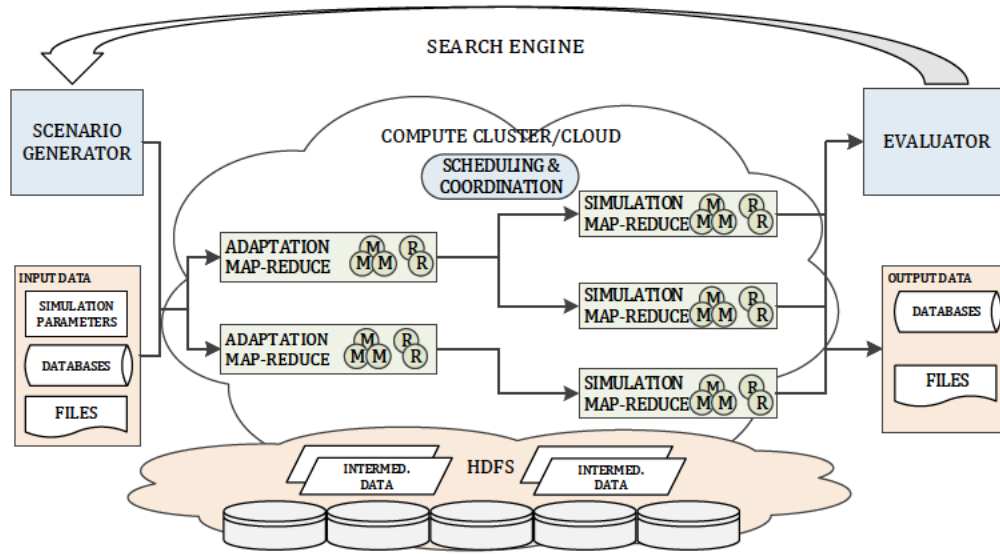 SEARCH ENGINE
SCENARIO
GENERATOR
COMPUTE CLUSTER/CLOUD
SCHEDULING &
COORDINATION
EVALUATOR
INPUT DATA
SIMULATION
PARAMETERS
DATABASES
FILES
ADAPTATION
MAP-REDUCE
M
M M
R
R
ADAPTATION
MAP-REDUCE
M
M M
R
R
SIMULATION
MAP-REDUCE
M
M M
R
R
SIMULATION
MAP-REDUCE
M
M M
R
R
SIMULATION
MAP-REDUCE
M
M M
R
R
OUTPUT DATA
DATABASES
FILES
HDFS
INTERMED.
DATA
INTERMED.
DATA